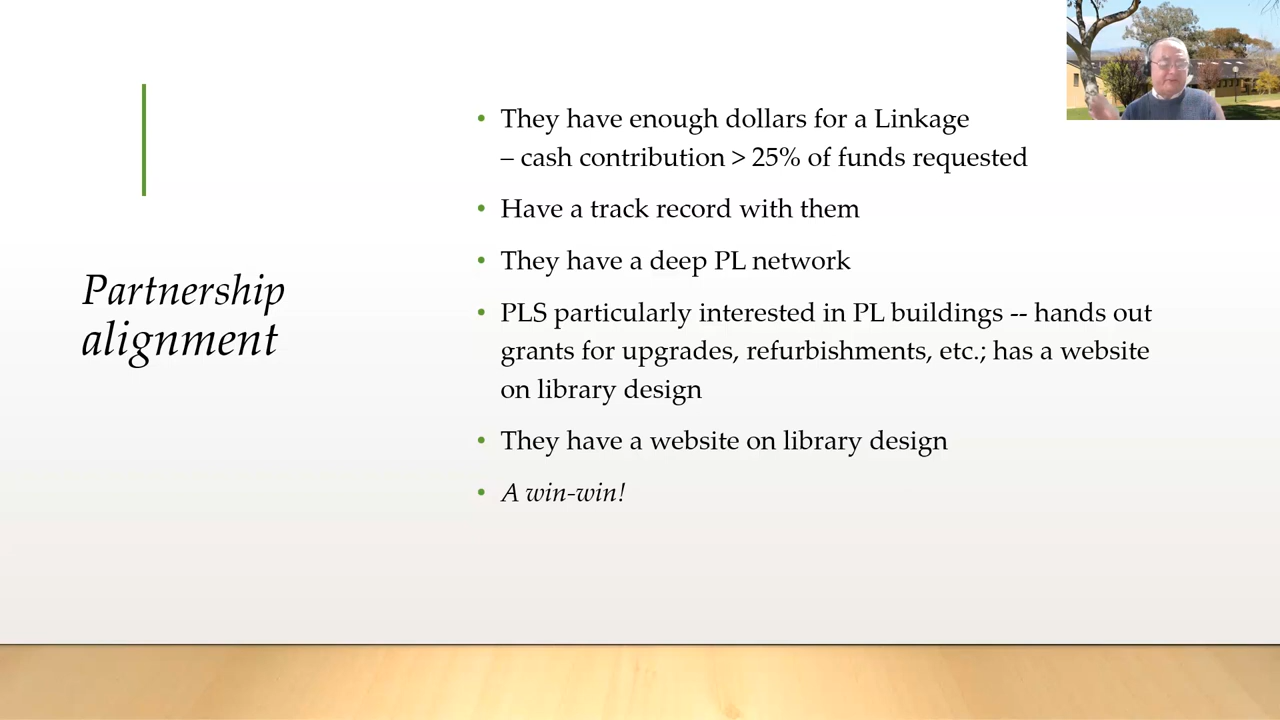 Partnership
alignment
• They have enough dollars for a Linkage
– cash contribution > 25% of funds requested
• Have a track record with them
• They have a deep PL network
• PLS particularly interested in PL buildings -- hands out
grants for upgrades, refurbishments, etc.; has a website
on library design
• They have a website on library design
• A win-win!